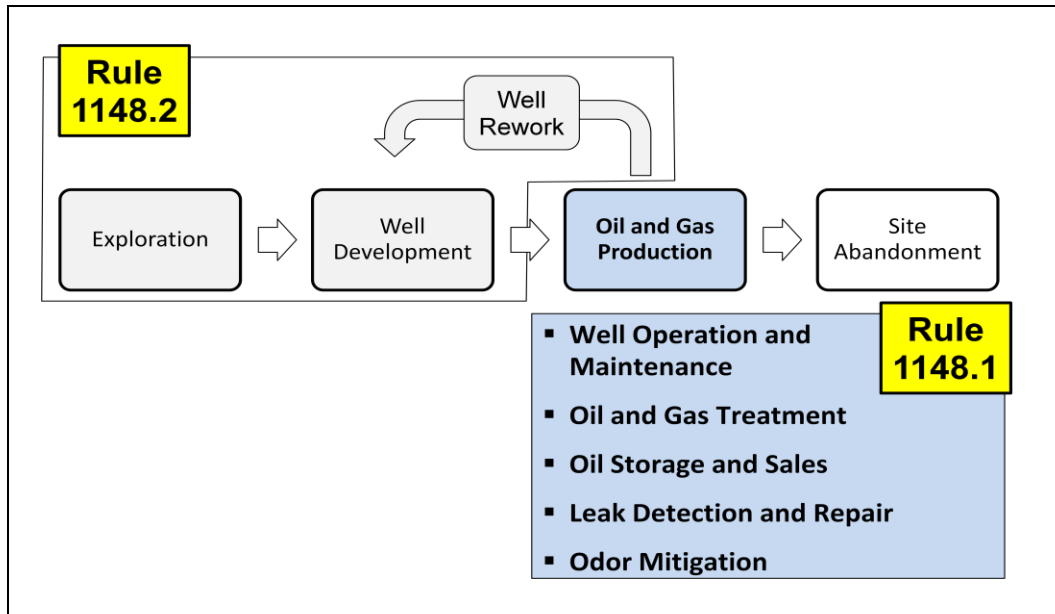 Rule
1148.2
Well
Rework
Exploration
Well
Development
Oil and Gas
Production
Site
Abandonment
Rule
1148.1
▪ Well Operation and
Maintenance
▪ Oil and Gas Treatment
▪ Oil Storage and Sales
▪ Leak Detection and Repair
▪ Odor Mitigation